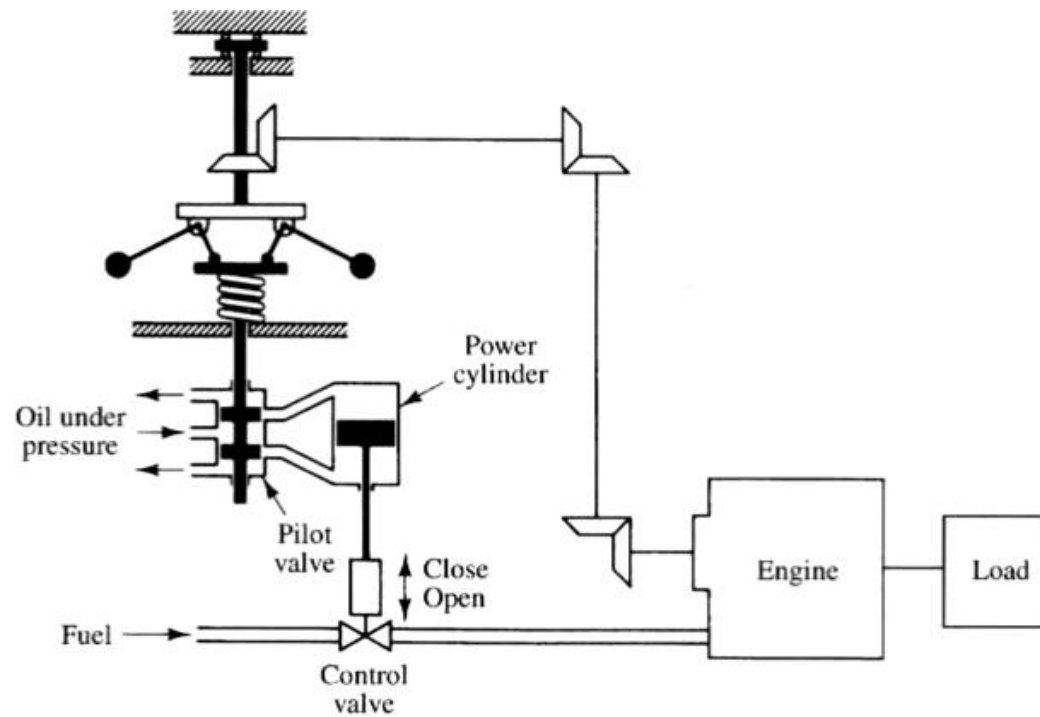 Power
cylinder
Oil under
pressure
Pilot
valve
Close
Open
Engine
Load
Fuel
Control
valve